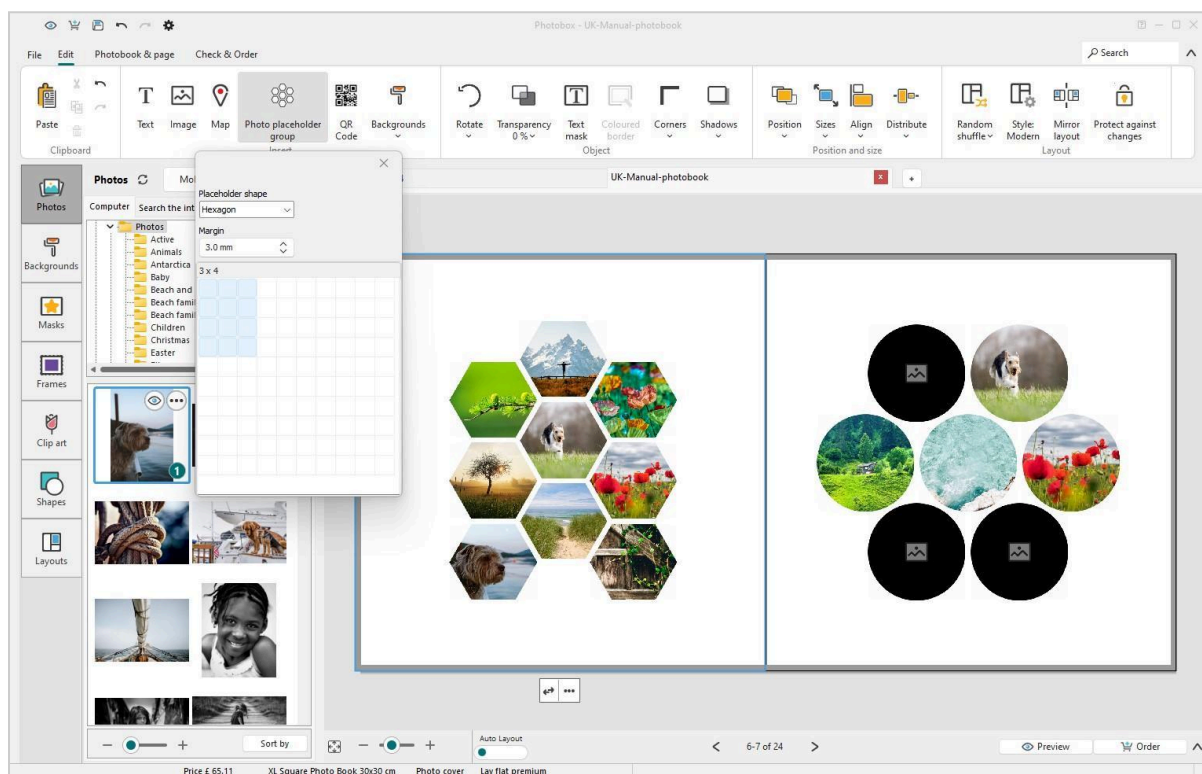 Photobox - UK-Manual-photobook
File Edit Photobook & page Check & Order
Search
Paste
Text
Image
Map
Photo placeholder
group
QR
Code
Backgrounds
Rotate
Transparency
0 %
Text
mask
Coloured
border
Corners
Shadows
Position
Sizes
Align
Distribute
Random
shuffle
Style:
Modern
Mirror
layout
Protect against
changes
Clipboard
Insert
Object
Position and size
Layout
Photos
Backgrounds
Masks
Frames
Clip art
Shapes
Layouts
Photos
Computer Search the int
Photos
Active
Animals
Antarctica
Baby
Beach and
Beach famil
Beach famil
Children
Christmas
Easter
1
Placeholder shape
Hexagon
Margin
3.0 mm
3 x 4
UK-Manual-photobook
x
+
Sort by
Auto Layout
6-7 of 24
Preview
Order
Price £ 65.11 XL Square Photo Book 30x30 cm Photo cover Lay flat premium